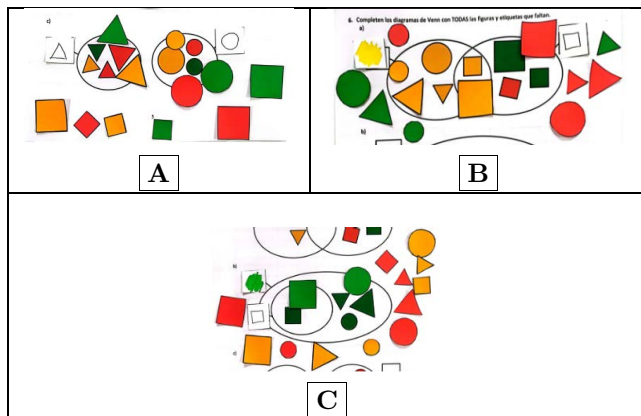 c)
A
6. Completen los diagramas de Venn con TODAS las figuras y etiquetas que faltan.
a)
b)
B
b)
c)
C